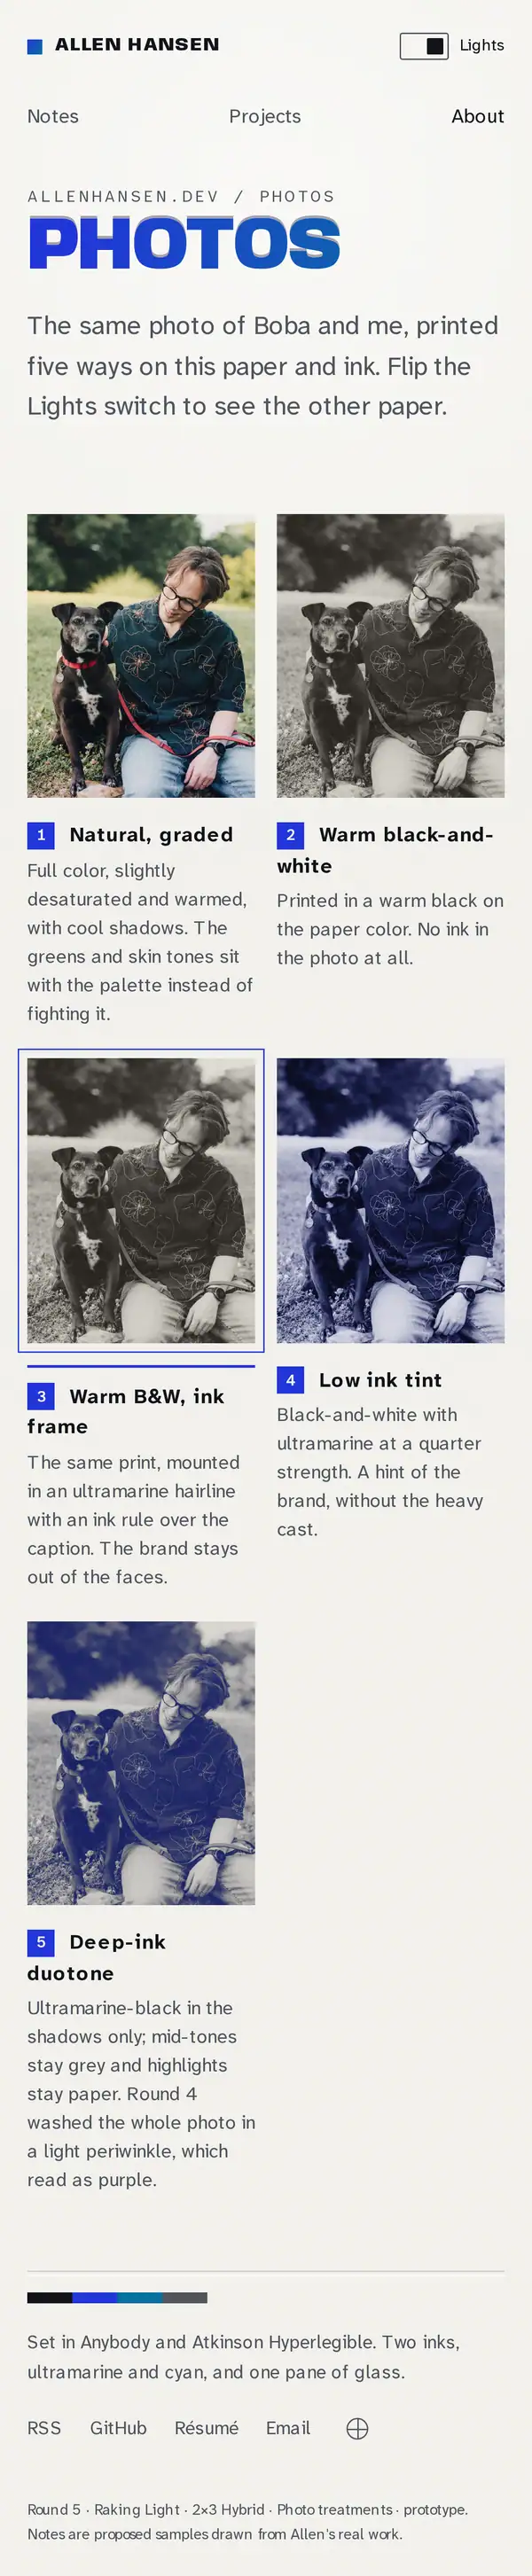 ALLEN HANSEN
Lights
Notes Projects About
ALLENHANSEN.DEV / PHOTOS
PHOTOS
The same photo of Boba and me, printed
five ways on this paper and ink. Flip the
Lights switch to see the other paper.
1 Natural, graded
Full color, slightly
desaturated and warmed,
with cool shadows. The
greens and skin tones sit
with the palette instead of
fighting it.
2 Warm black-and-
white
Printed in a warm black on
the paper color. No ink in
the photo at all.
3 Warm B&W, ink
frame
The same print, mounted
in an ultramarine hairline
with an ink rule over the
caption. The brand stays
out of the faces.
4 Low ink tint
Black-and-white with
ultramarine at a quarter
strength. A hint of the
brand, without the heavy
cast.
5 Deep-ink
duotone
Ultramarine-black in the
shadows only; mid-tones
stay grey and highlights
stay paper. Round 4
washed the whole photo in
a light periwinkle, which
read as purple.
Set in Anybody and Atkinson Hyperlegible. Two inks,
ultramarine and cyan, and one pane of glass.
RSS GitHub Résumé Email
Round 5 · Raking Light · 2×3 Hybrid · Photo treatments · prototype.
Notes are proposed samples drawn from Allen's real work.